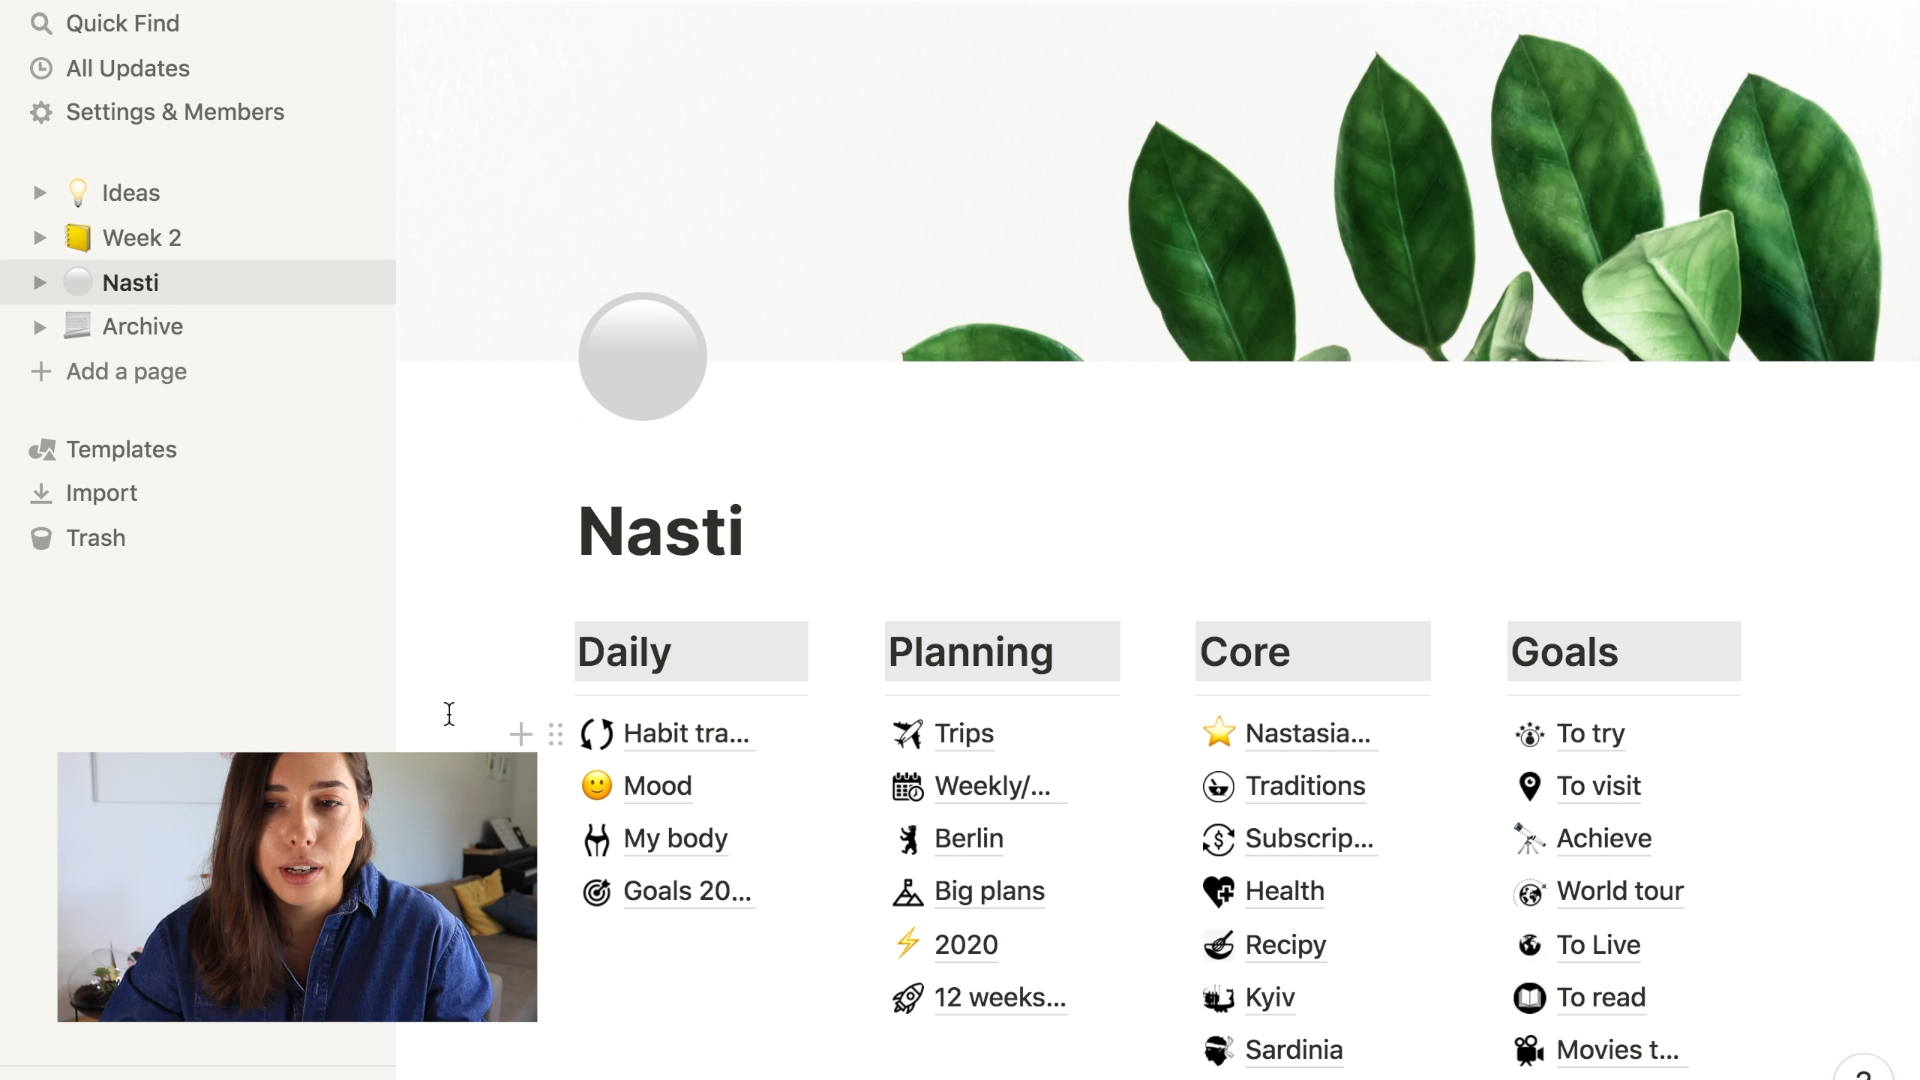 Quick Find
All Updates
Settings & Members
Ideas
Week 2
Nasti
Archive
Add a page
Templates
Import
Trash
Nasti
Daily
Habit tra...
Mood
My body
Goals 20...
Planning
Trips
Weekly/...
Berlin
Big plans
2020
12 weeks...
Core
Nastasia...
Traditions
Subscrip...
Health
Recipy
Kyiv
Sardinia
Goals
To try
To visit
Achieve
World tour
To Live
To read
Movies t...